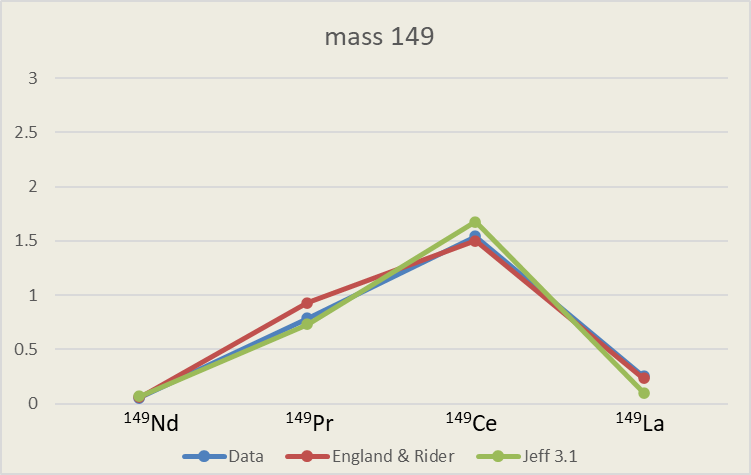 mass 149
3
2.5
2
1.5
1
0.5
0
¹⁴⁹Nd ¹⁴⁹Pr ¹⁴⁹Ce ¹⁴⁹La
Data England & Rider Jeff 3.1